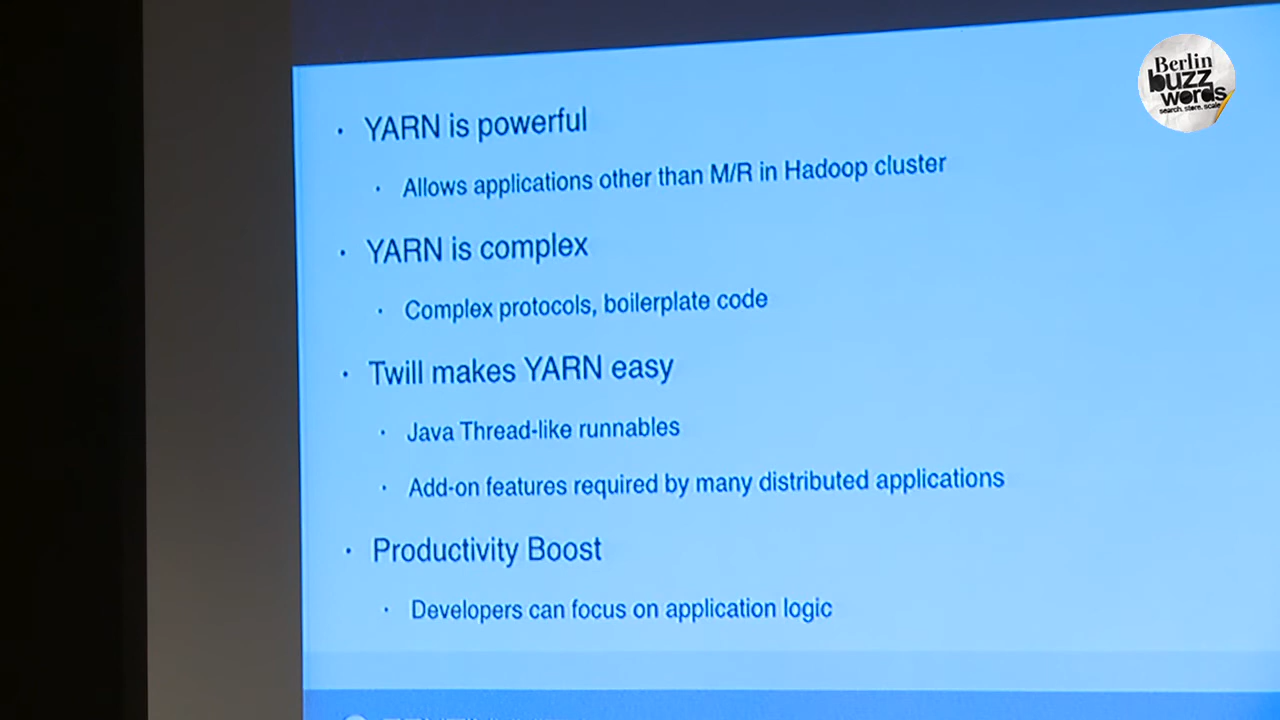 Berlin
buzz
words
search. store. scale
· YARN is powerful
· Allows applications other than M/R in Hadoop cluster
· YARN is complex
· Complex protocols, boilerplate code
· Twill makes YARN easy
· Java Thread-like runnables
· Add-on features required by many distributed applications
· Productivity Boost
· Developers can focus on application logic